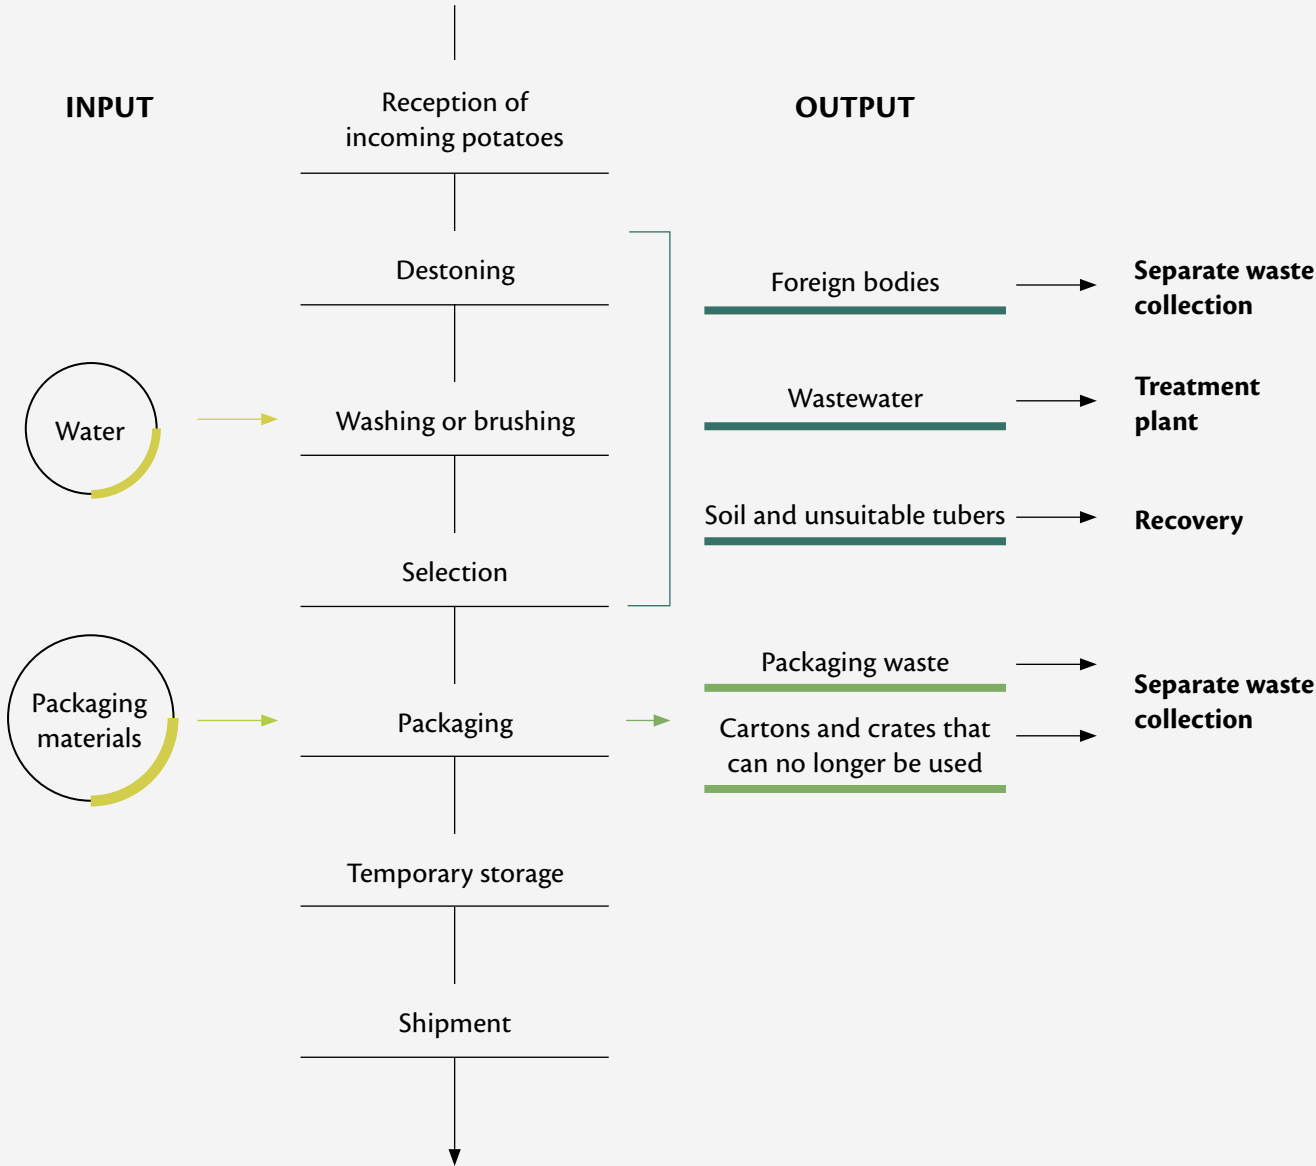 INPUT
Reception of
incoming potatoes
OUTPUT
Destoning
Foreign bodies
Separate waste
collection
Water
Washing or brushing
Wastewater
Treatment
plant
Soil and unsuitable tubers
Recovery
Selection
Packaging
materials
Packaging
Packaging waste
Cartons and crates that
can no longer be used
Separate waste
collection
Temporary storage
Shipment